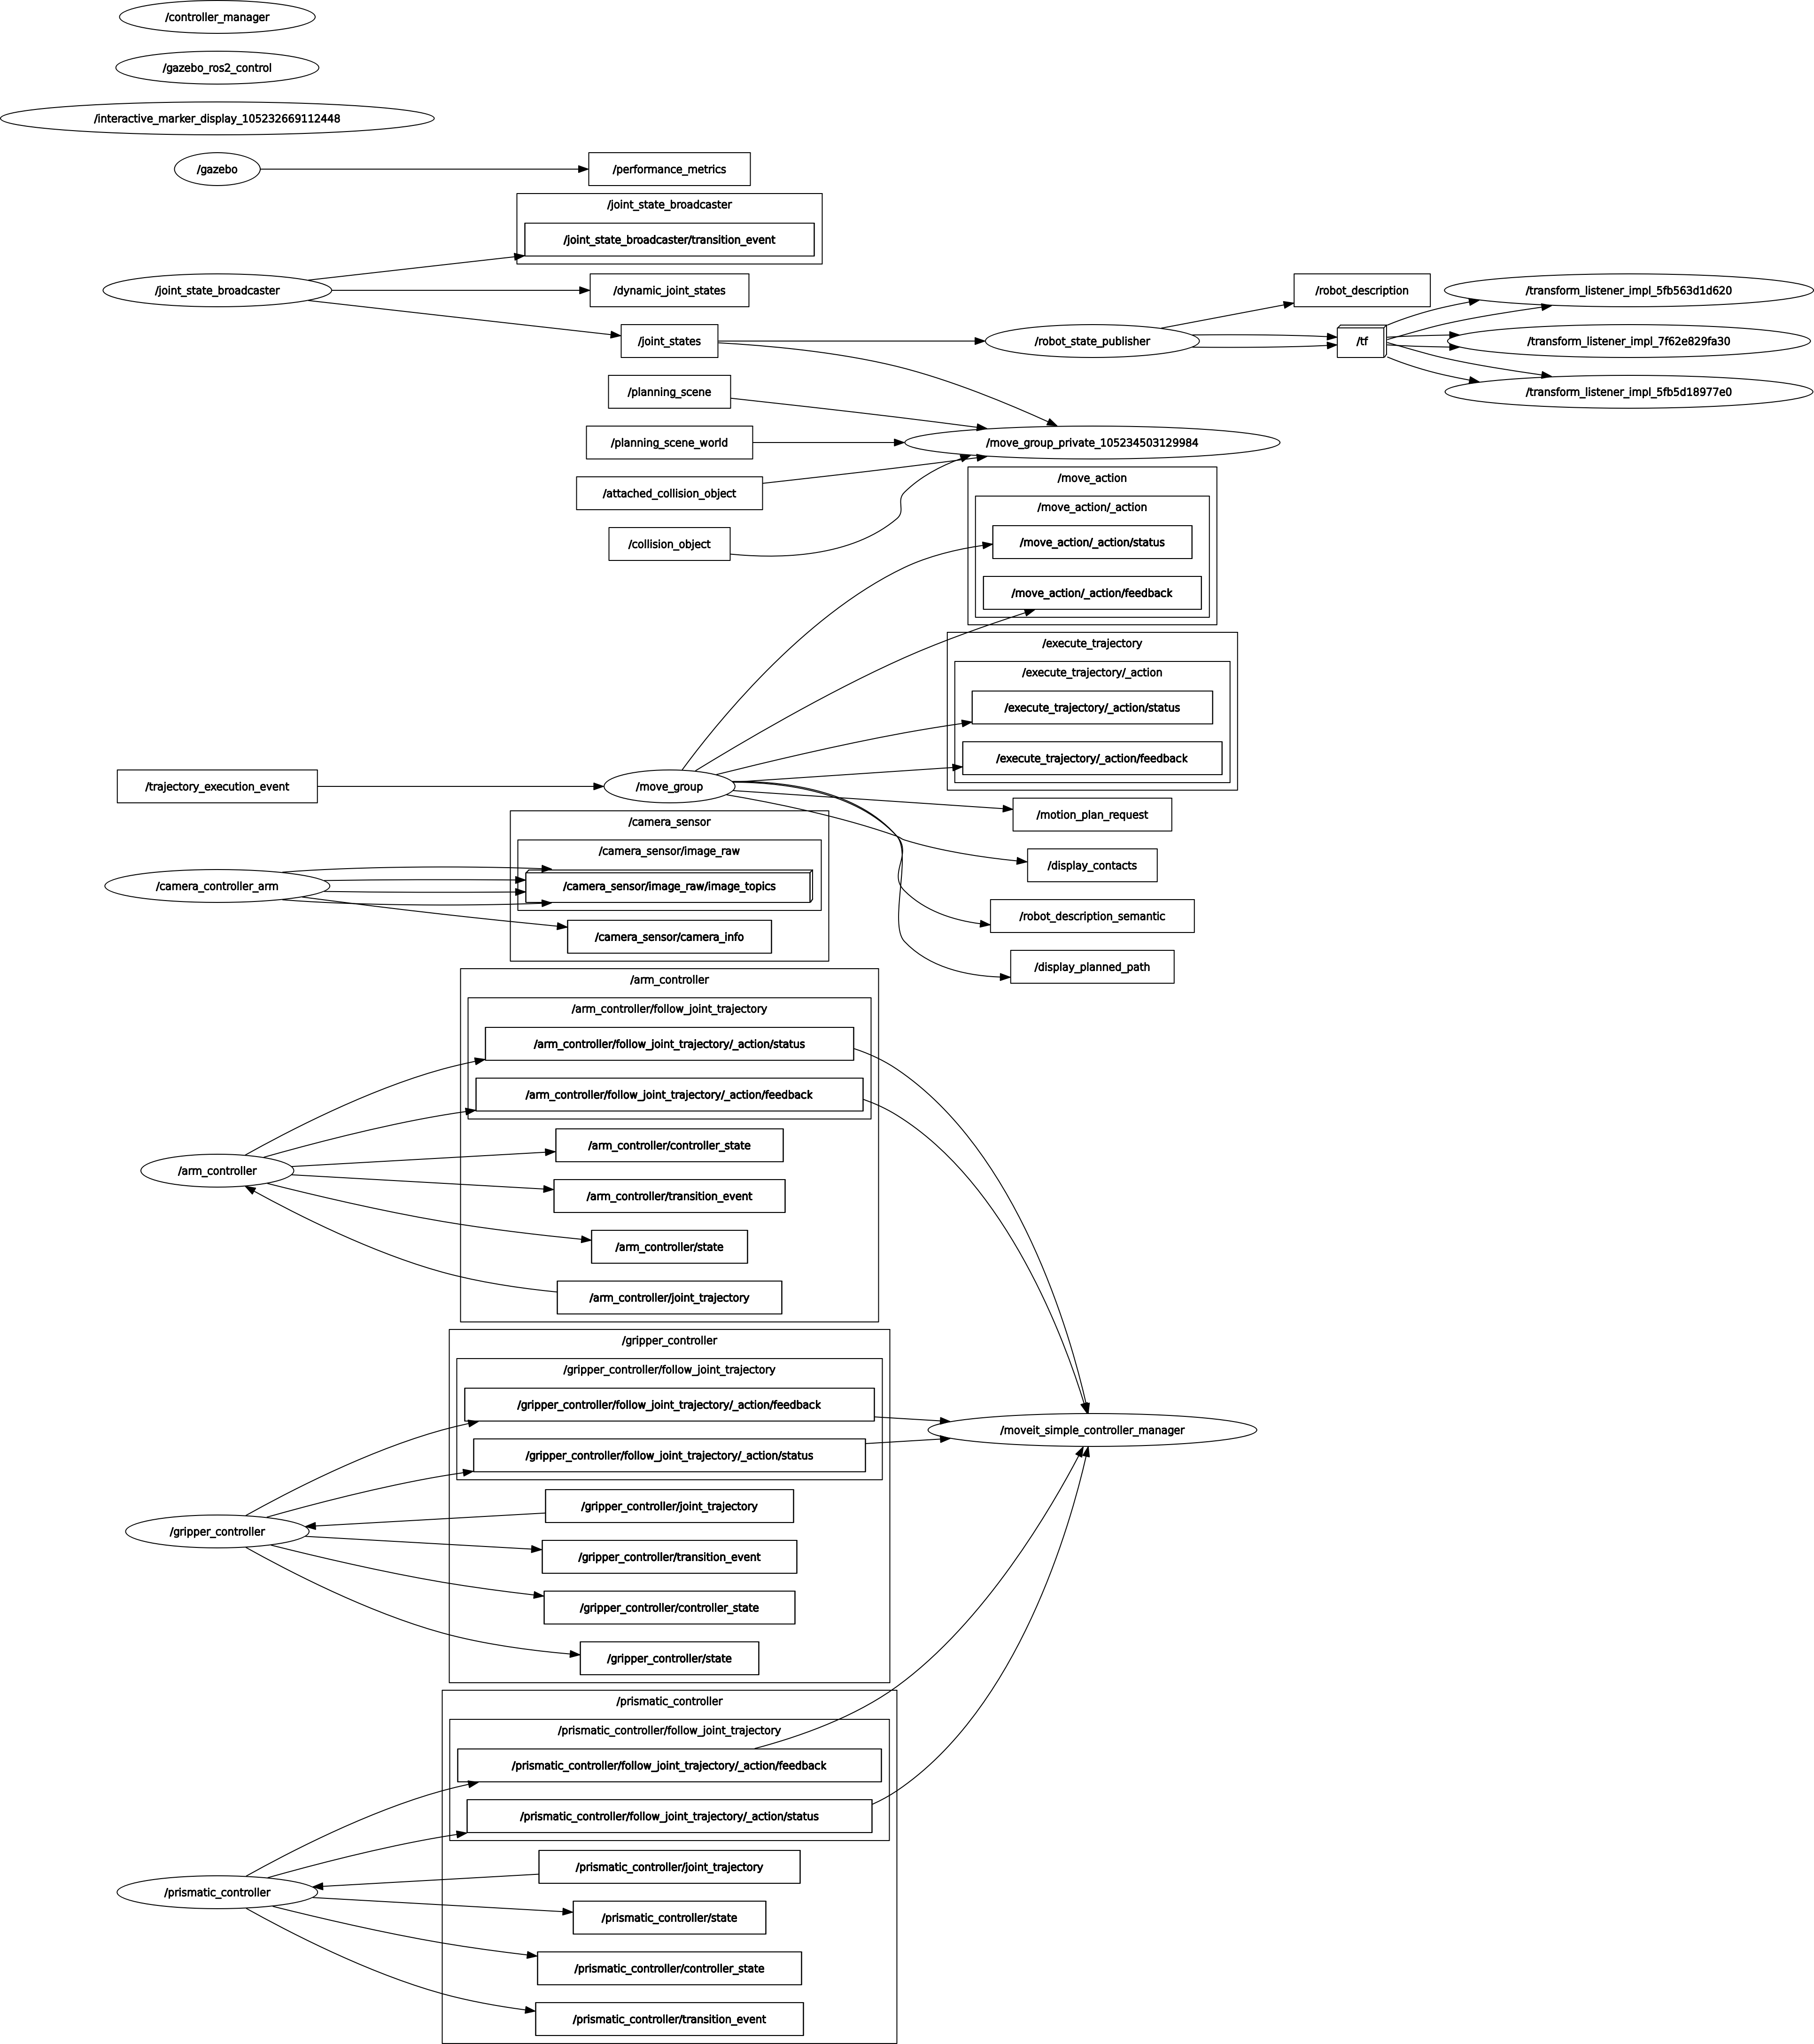 /controller_manager
/gazebo_ros2_control
/interactive_marker_display_105232669112448
/gazebo
/performance_metrics
/joint_state_broadcaster
/joint_state_broadcaster/transition_event
/joint_state_broadcaster
/dynamic_joint_states
/joint_states
/robot_state_publisher
/robot_description
/tf
/transform_listener_impl_5fb563d1d620
/transform_listener_impl_7f62e829fa30
/transform_listener_impl_5fb5d18977e0
/planning_scene
/planning_scene_world
/attached_collision_object
/collision_object
/move_group_private_105234503129984
/move_action
/move_action/_action
/move_action/_action/status
/move_action/_action/feedback
/execute_trajectory
/execute_trajectory/_action
/execute_trajectory/_action/status
/execute_trajectory/_action/feedback
/trajectory_execution_event
/move_group
/motion_plan_request
/display_contacts
/robot_description_semantic
/display_planned_path
/camera_sensor
/camera_sensor/image_raw
/camera_controller_arm
/camera_sensor/image_raw/image_topics
/camera_sensor/camera_info
/arm_controller
/arm_controller/follow_joint_trajectory
/arm_controller/follow_joint_trajectory/_action/status
/arm_controller/follow_joint_trajectory/_action/feedback
/arm_controller/controller_state
/arm_controller
/arm_controller/transition_event
/arm_controller/state
/arm_controller/joint_trajectory
/gripper_controller
/gripper_controller/follow_joint_trajectory
/gripper_controller/follow_joint_trajectory/_action/feedback
/moveit_simple_controller_manager
/gripper_controller/follow_joint_trajectory/_action/status
/gripper_controller/joint_trajectory
/gripper_controller
/gripper_controller/transition_event
/gripper_controller/controller_state
/gripper_controller/state
/prismatic_controller
/prismatic_controller/follow_joint_trajectory
/prismatic_controller/follow_joint_trajectory/_action/feedback
/prismatic_controller/follow_joint_trajectory/_action/status
/prismatic_controller/joint_trajectory
/prismatic_controller
/prismatic_controller/state
/prismatic_controller/controller_state
/prismatic_controller/transition_event